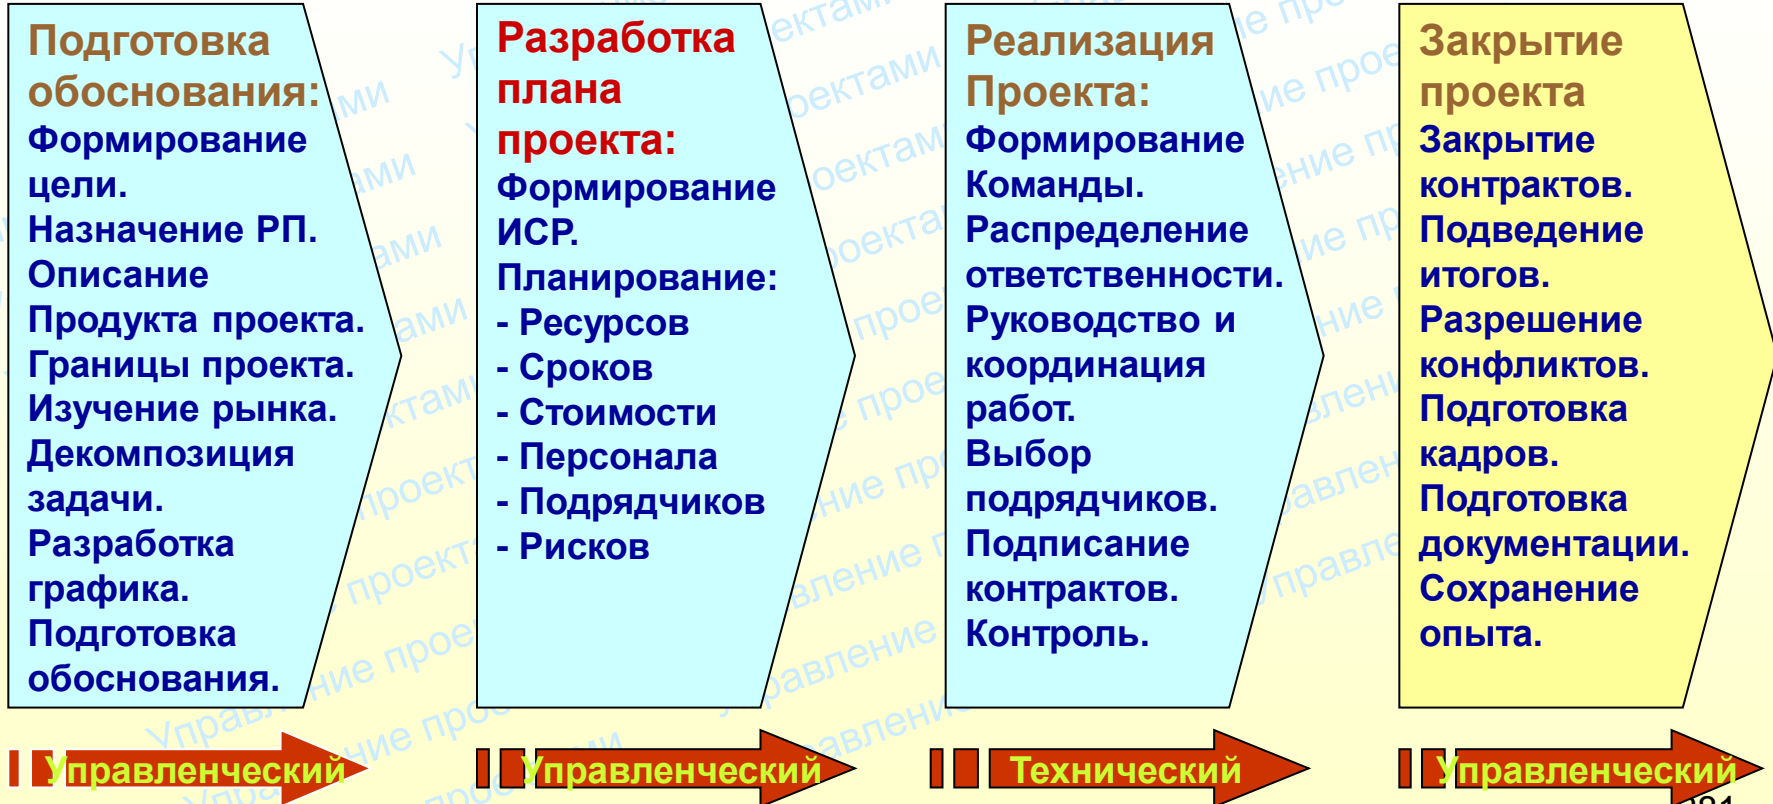 Подготовка
обоснования:
Формирование
цели.
Назначение РП.
Описание
Продукта проекта.
Границы проекта.
Изучение рынка.
Декомпозиция
задачи.
Разработка
графика.
Подготовка
обоснования.
Управленческий
Разработка
плана
проекта:
Формирование
ИСР.
Планирование:
- Ресурсов
- Сроков
- Стоимости
- Персонала
- Подрядчиков
- Рисков
Управленческий
Реализация
Проекта:
Формирование
Команды.
Распределение
ответственности.
Руководство и
координация
работ.
Выбор
подрядчиков.
Подписание
контрактов.
Контроль.
Технический
Закрытие
проекта
Закрытие
контрактов.
Подведение
итогов.
Разрешение
конфликтов.
Подготовка
кадров.
Подготовка
документации.
Сохранение
опыта.
Управленческий